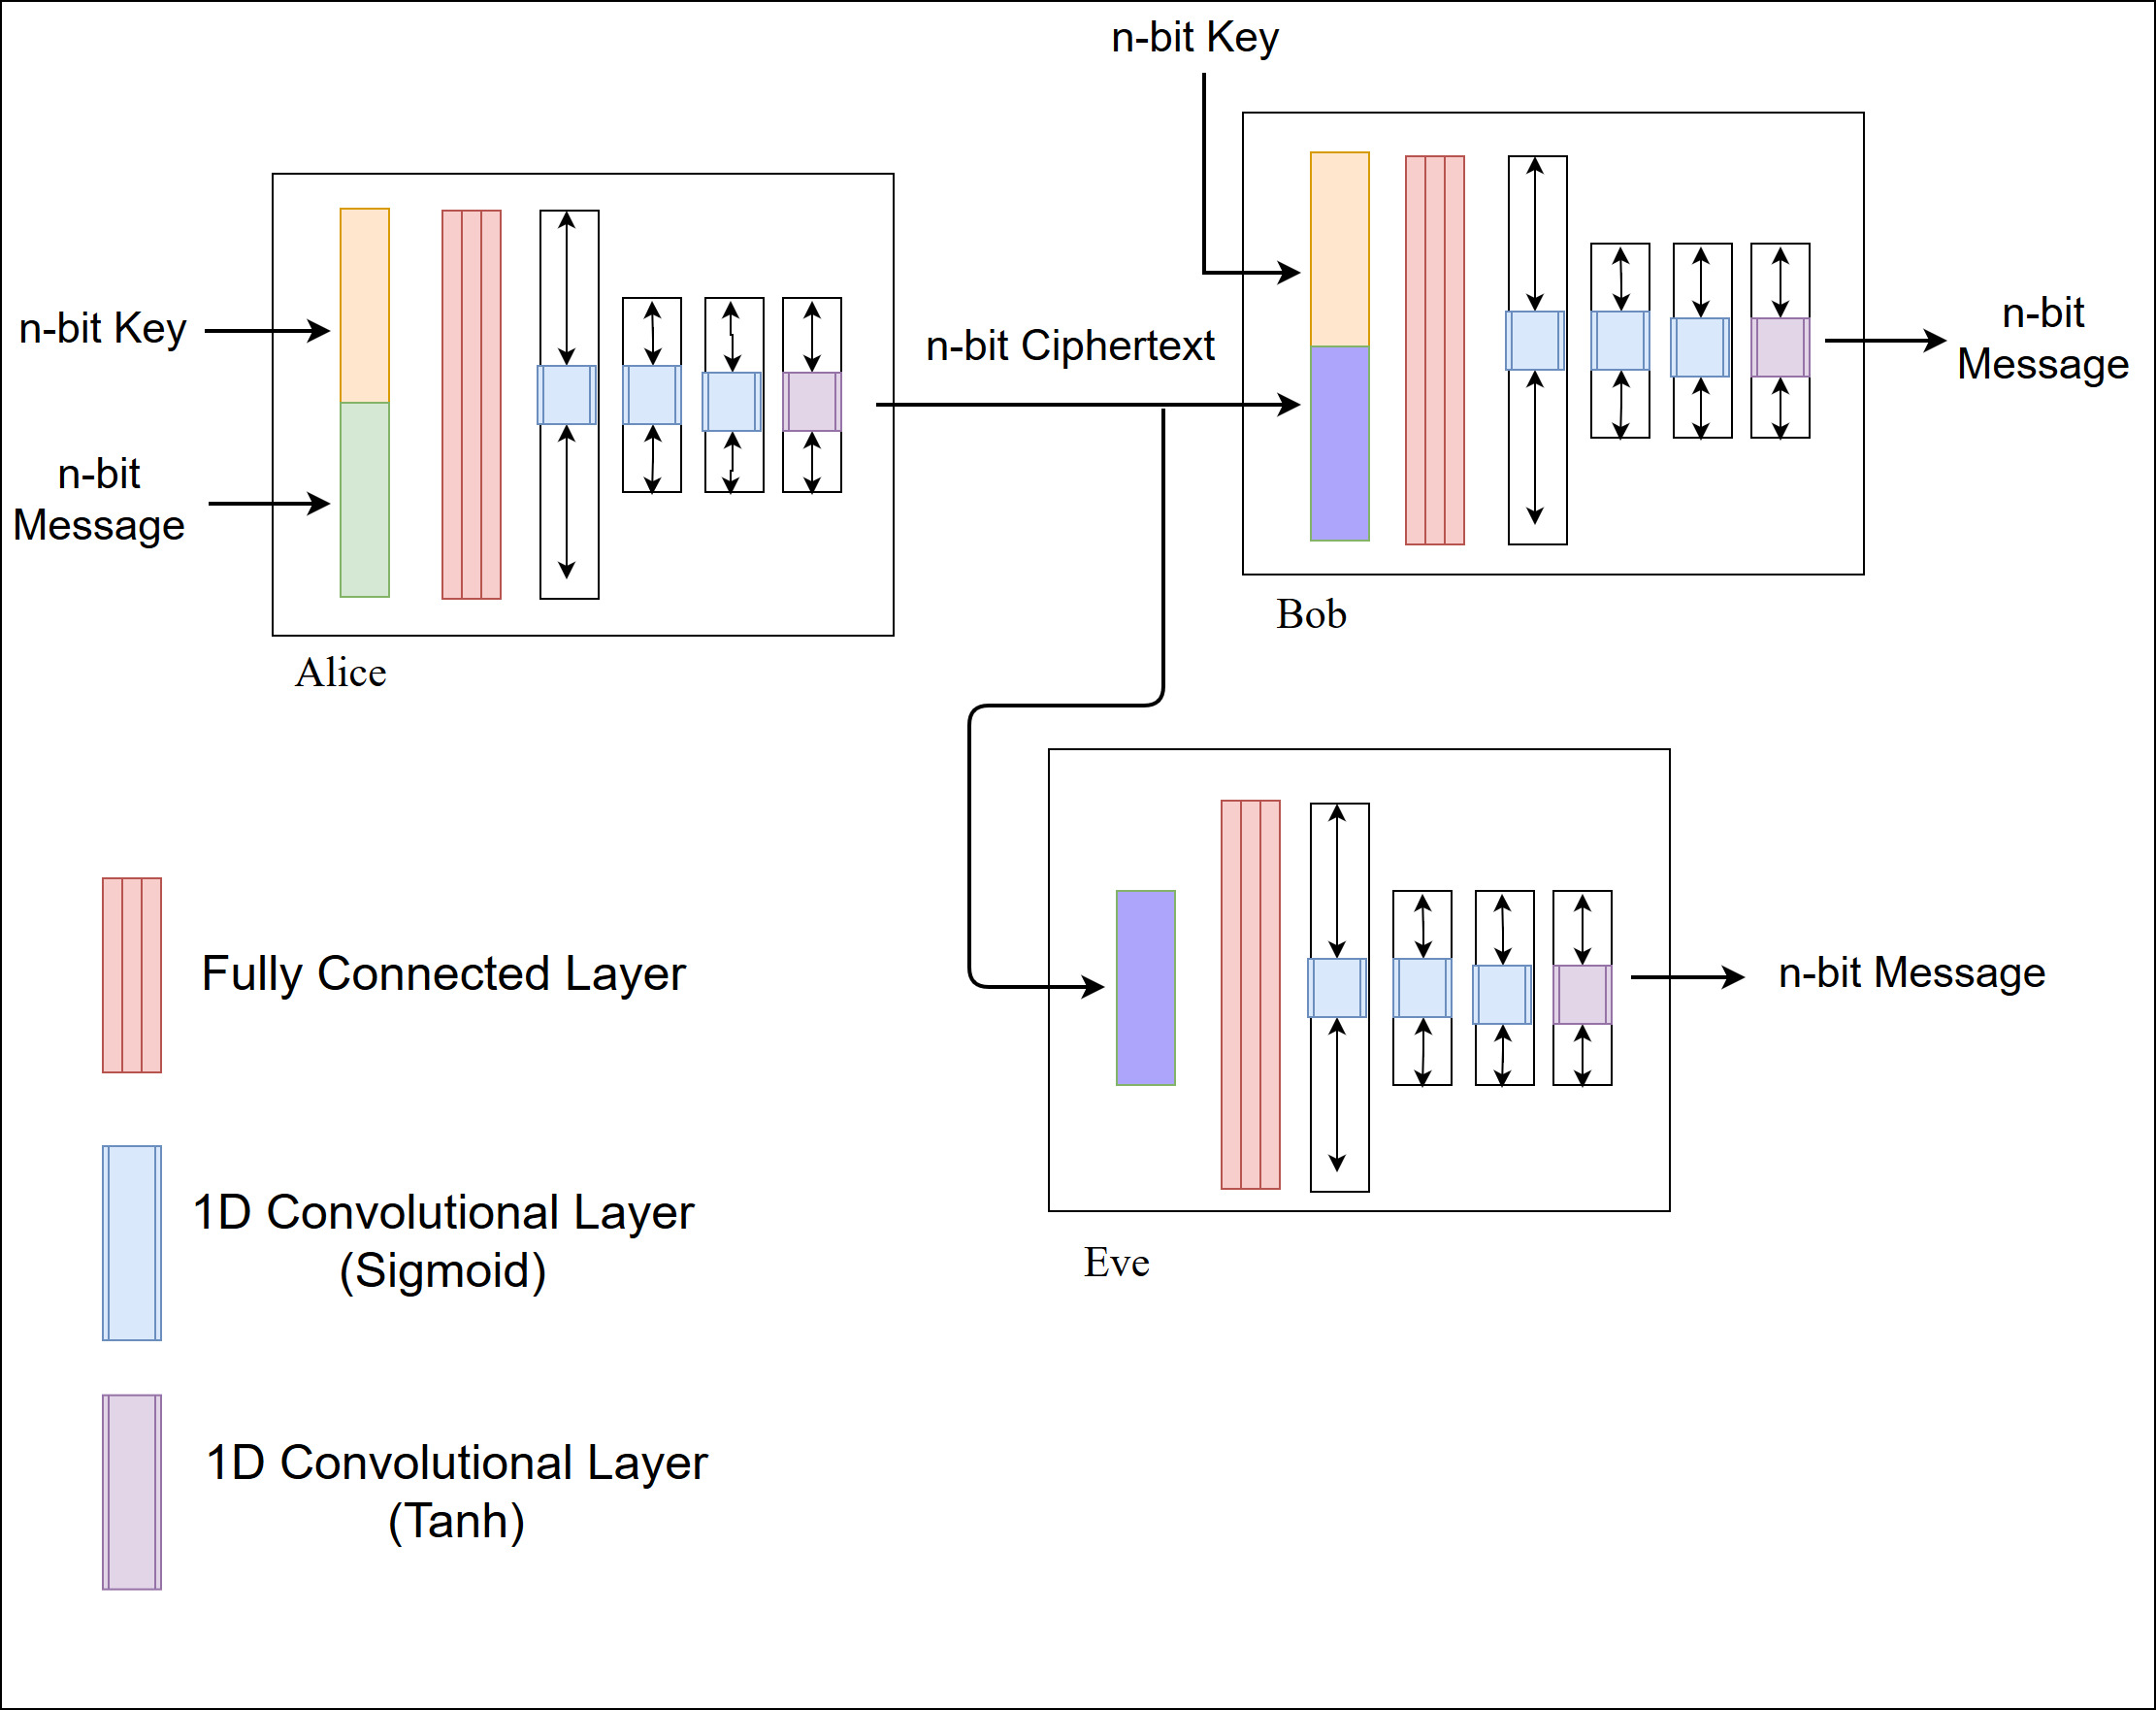 n-bit Key
n-bit Key
n-bit
Message
Alice
n-bit Ciphertext
n-bit
Message
Bob
n-bit Message
Eve
Fully Connected Layer
1D Convolutional Layer
(Sigmoid)
1D Convolutional Layer
(Tanh)